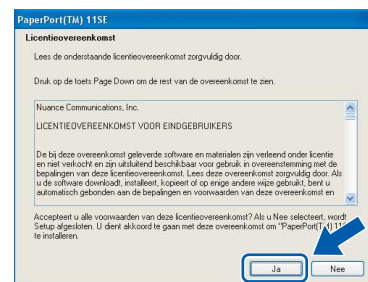 PaperPort(TM) 11SE
Licentieovereenkomst
Lees de onderstaande licentieovereenkomst zorgvuldig door.
Druk op de toets Page Down om de rest van de overeenkomst te zien.
Nuance Communications, Inc.
LICENTIEOVEREENKOMST VOOR EINDGEBRUIKERS
De bij deze overeenkomst geleverde software en materialen zijn verleend onder licentie
en niet verkocht en zijn uitsluitend beschikbaar voor gebruik in overeenstemming met de
bepalingen van deze licentieovereenkomst. Lees deze overeenkomst zorgvuldig door. Als
u de software downloadt, installeert, kopieert of op enige andere wijze gebruikt, bent u
automatisch gebonden aan de bepalingen en voorwaarden van deze overeenkomst en
Accepteert u alle voorwaarden van deze licentieovereenkomst? Als u Nee selecteert, wordt
Setup afgesloten. U dient akkoord te gaan met deze overeenkomst om "PaperPort(TM) 11
te installeren.
Ja
Nee